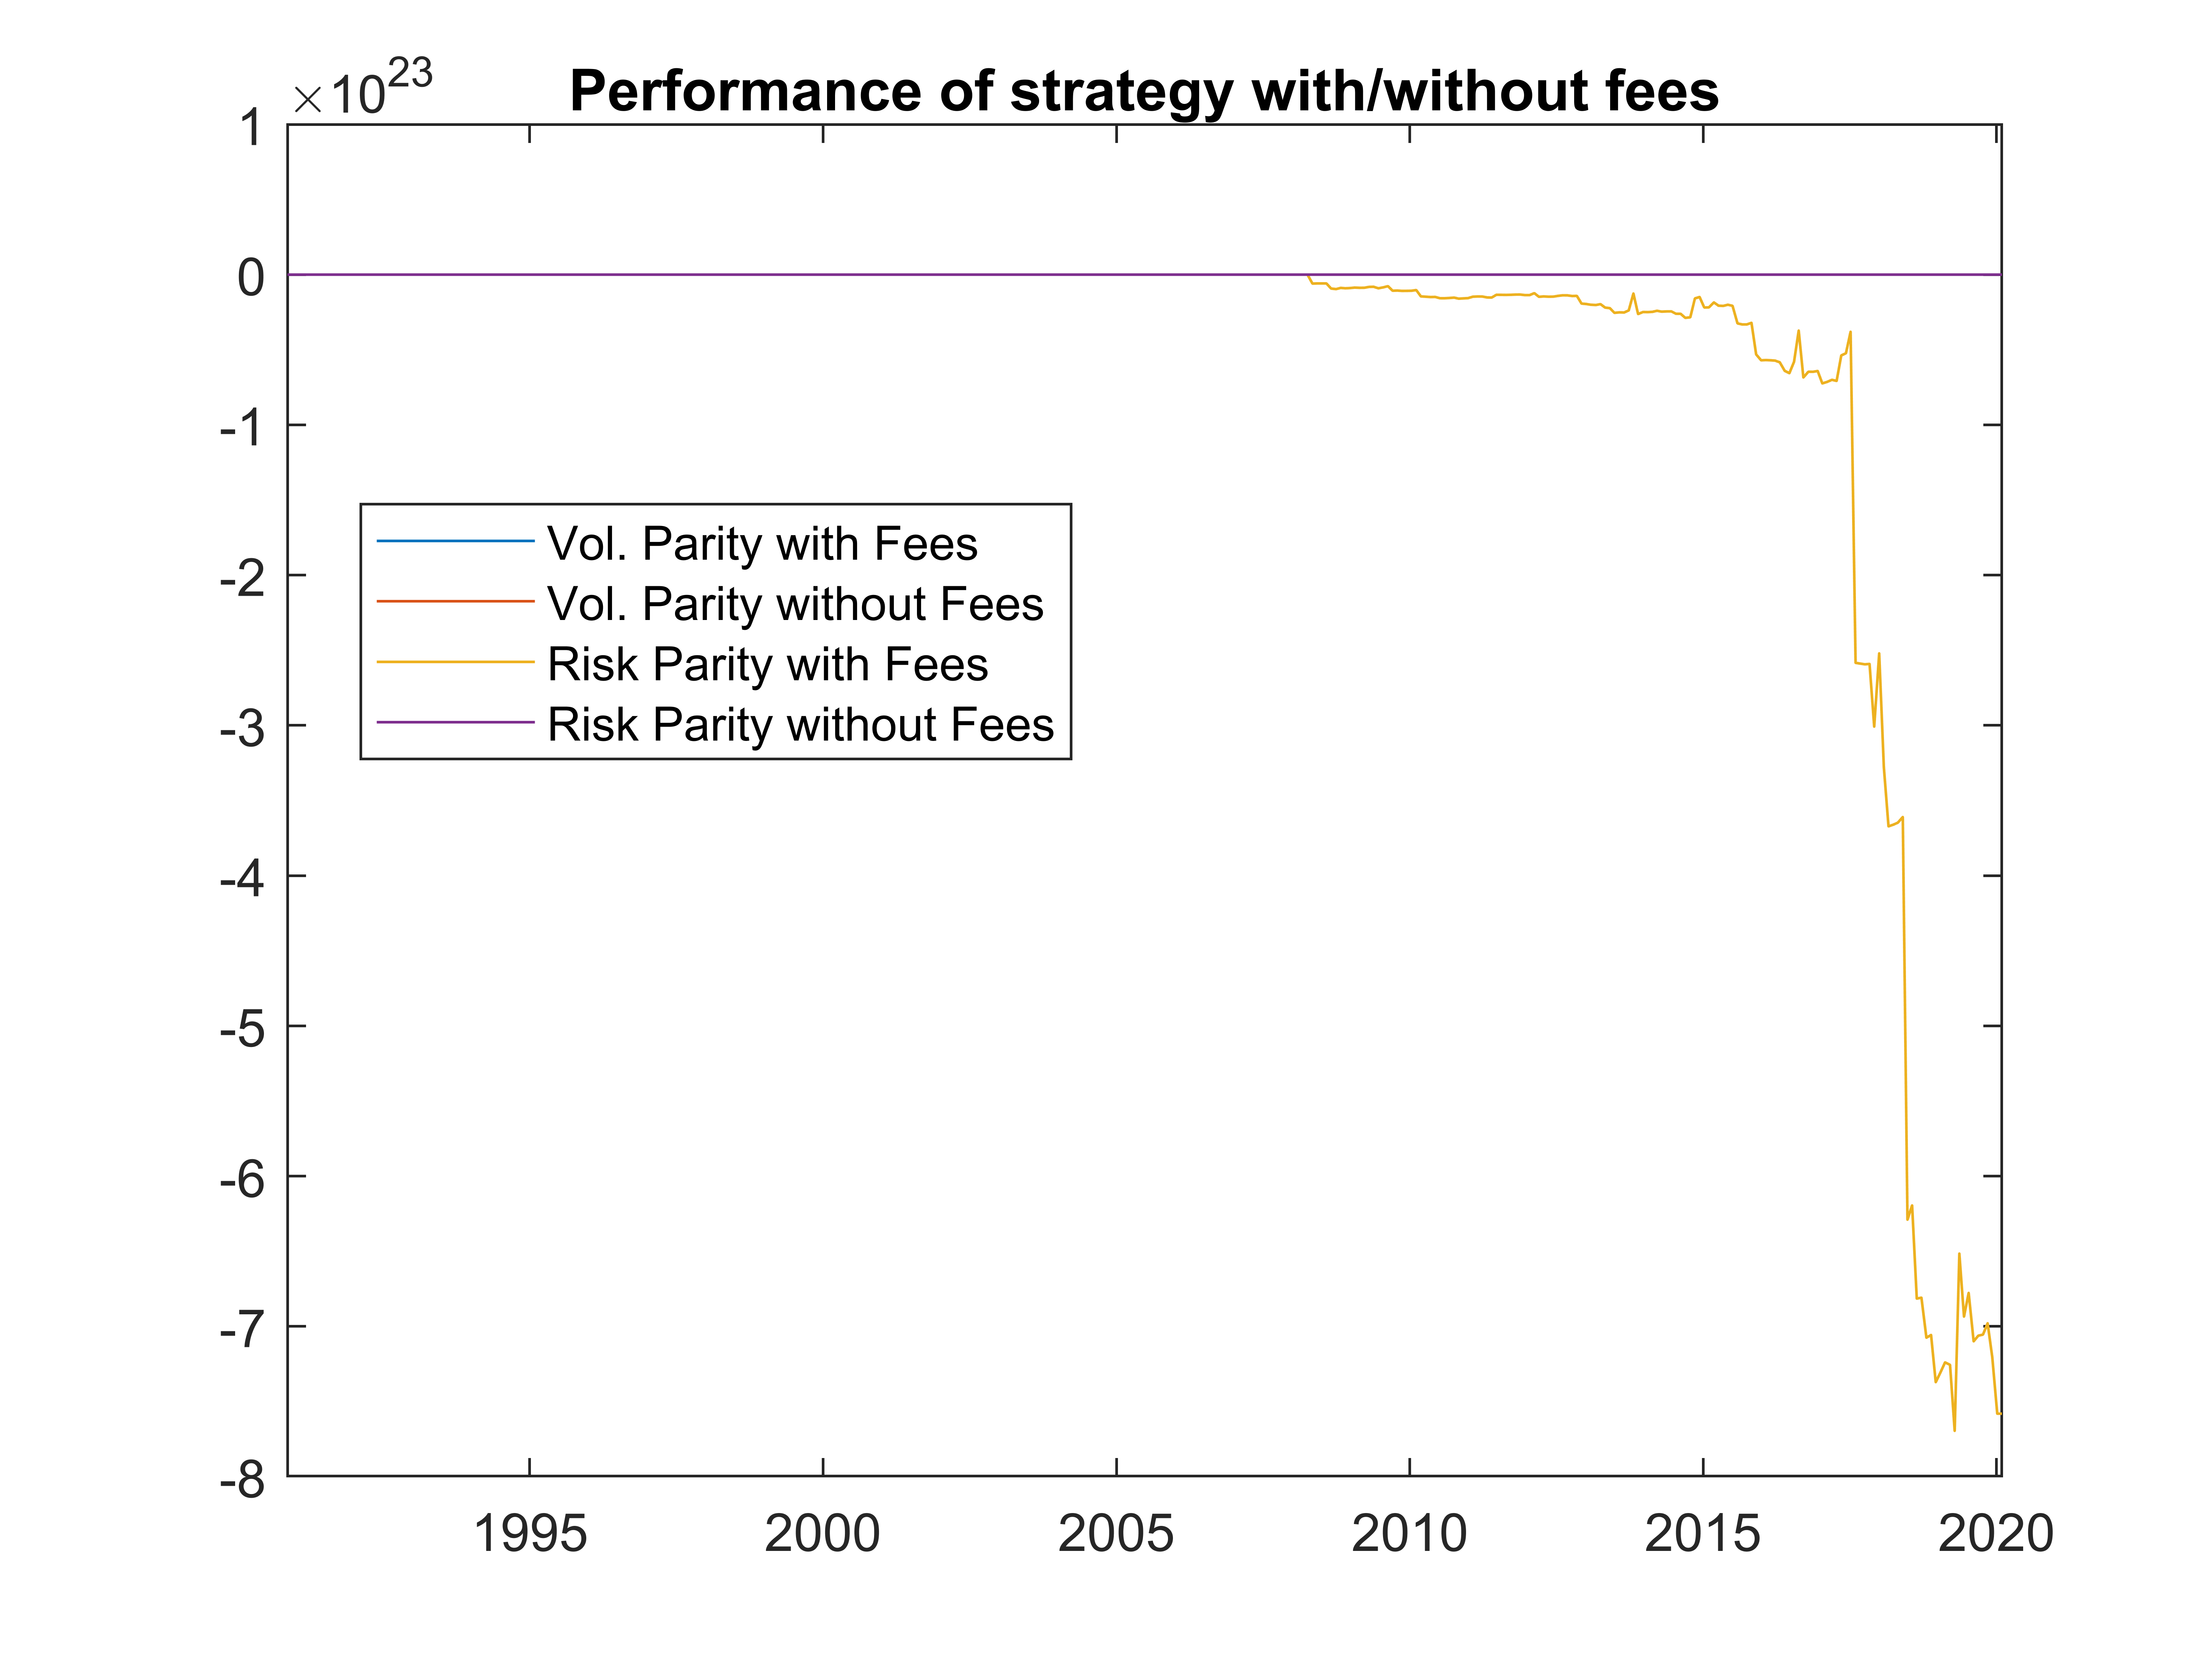 ×10^23
Performance of strategy with/without fees
1
0
-1
-2
-3
-4
-5
-6
-7
-8
Vol. Parity with Fees
Vol. Parity without Fees
Risk Parity with Fees
Risk Parity without Fees
1995 2000 2005 2010 2015 2020